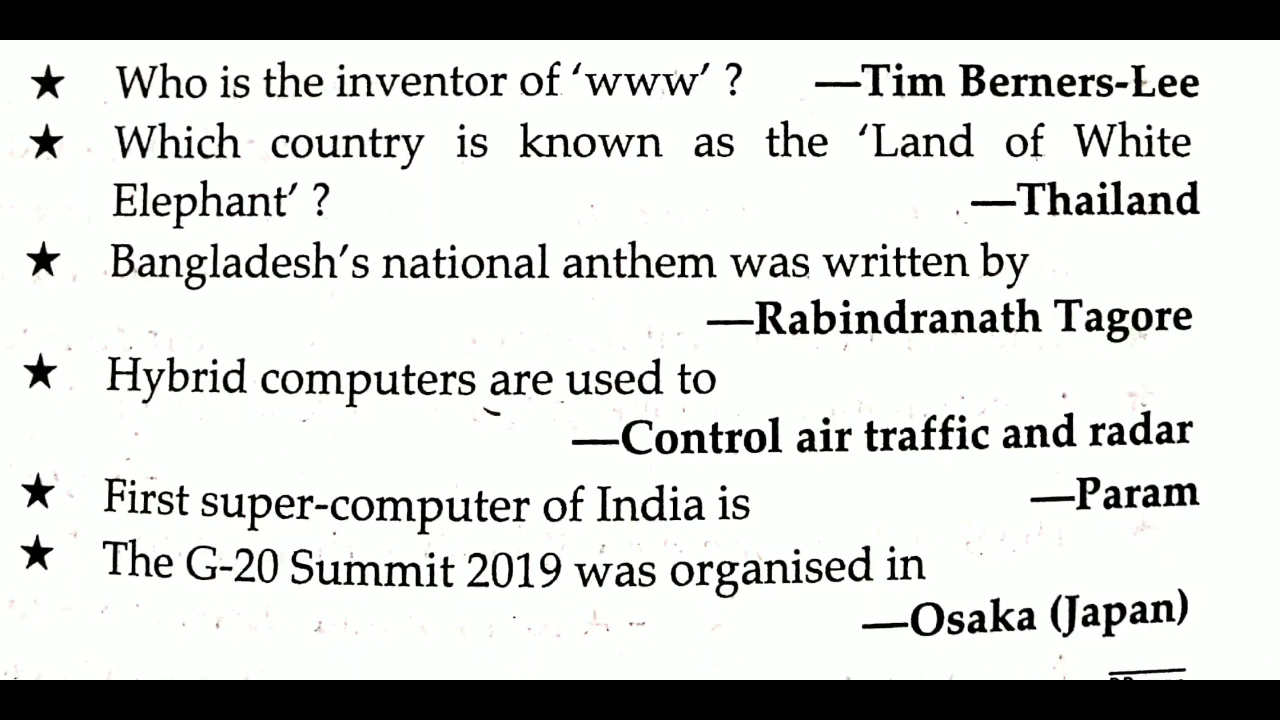 ★ Who is the inventor of ‘www’ ? —Tim Berners-Lee
★ Which country is known as the ‘Land of White
Elephant’ ? —Thailand
★ Bangladesh’s national anthem was written by
—Rabindranath Tagore
★ Hybrid computers are used to
—Control air traffic and radar
★ First super-computer of India is —Param
★ The G-20 Summit 2019 was organised in
—Osaka (Japan)